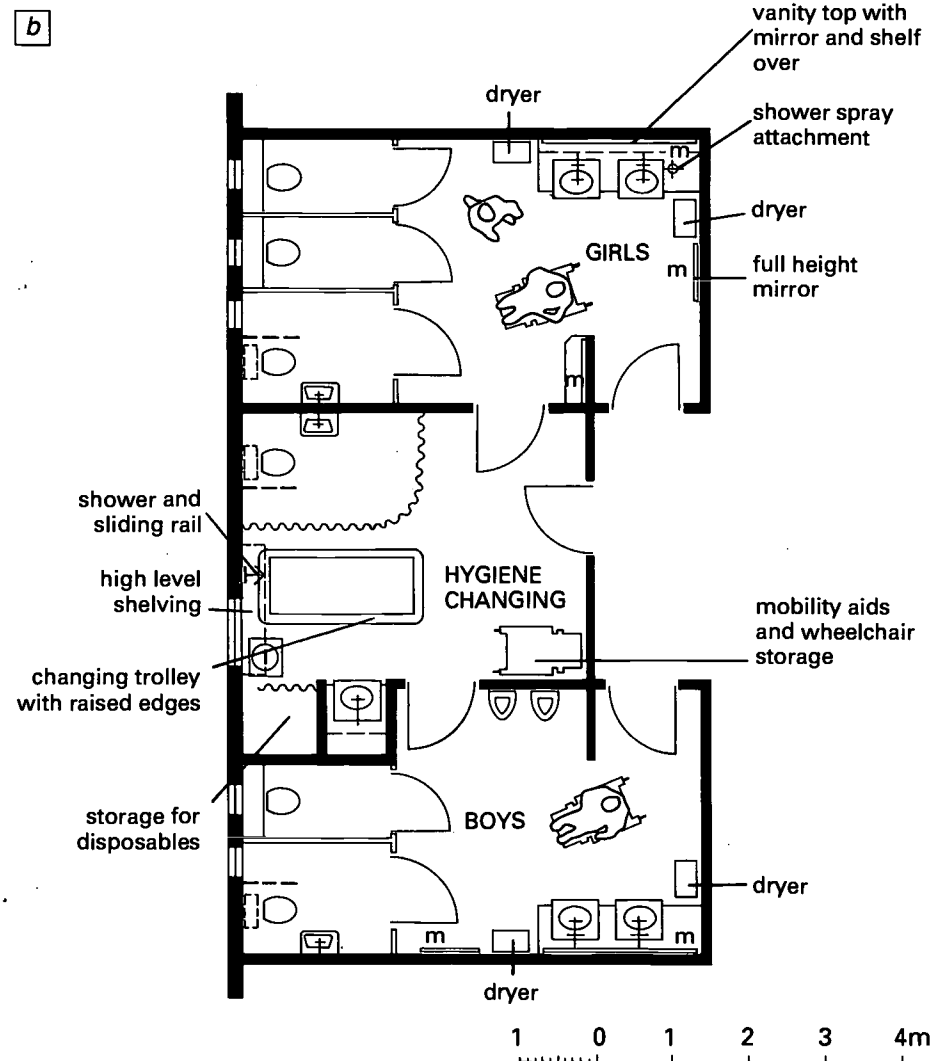 b
vanity top with
mirror and shelf
over
dryer
shower spray
attachment
m
dryer
GIRLS
m
full height
mirror
m
shower and
sliding rail
high level
shelving
HYGIENE
CHANGING
mobility aids
and wheelchair
storage
changing trolley
with raised edges
storage for
disposables
BOYS
dryer
m
m
dryer
1 0 1 2 3 4m